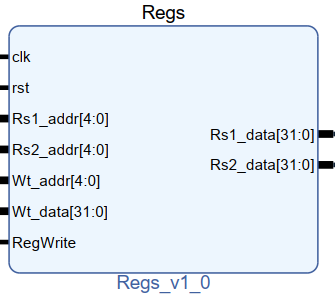 Regs
clk
rst
Rs1_addr[4:0]
Rs2_addr[4:0]
Wt_addr[4:0]
Wt_data[31:0]
RegWrite
Rs1_data[31:0]
Rs2_data[31:0]
Regs_v1_0